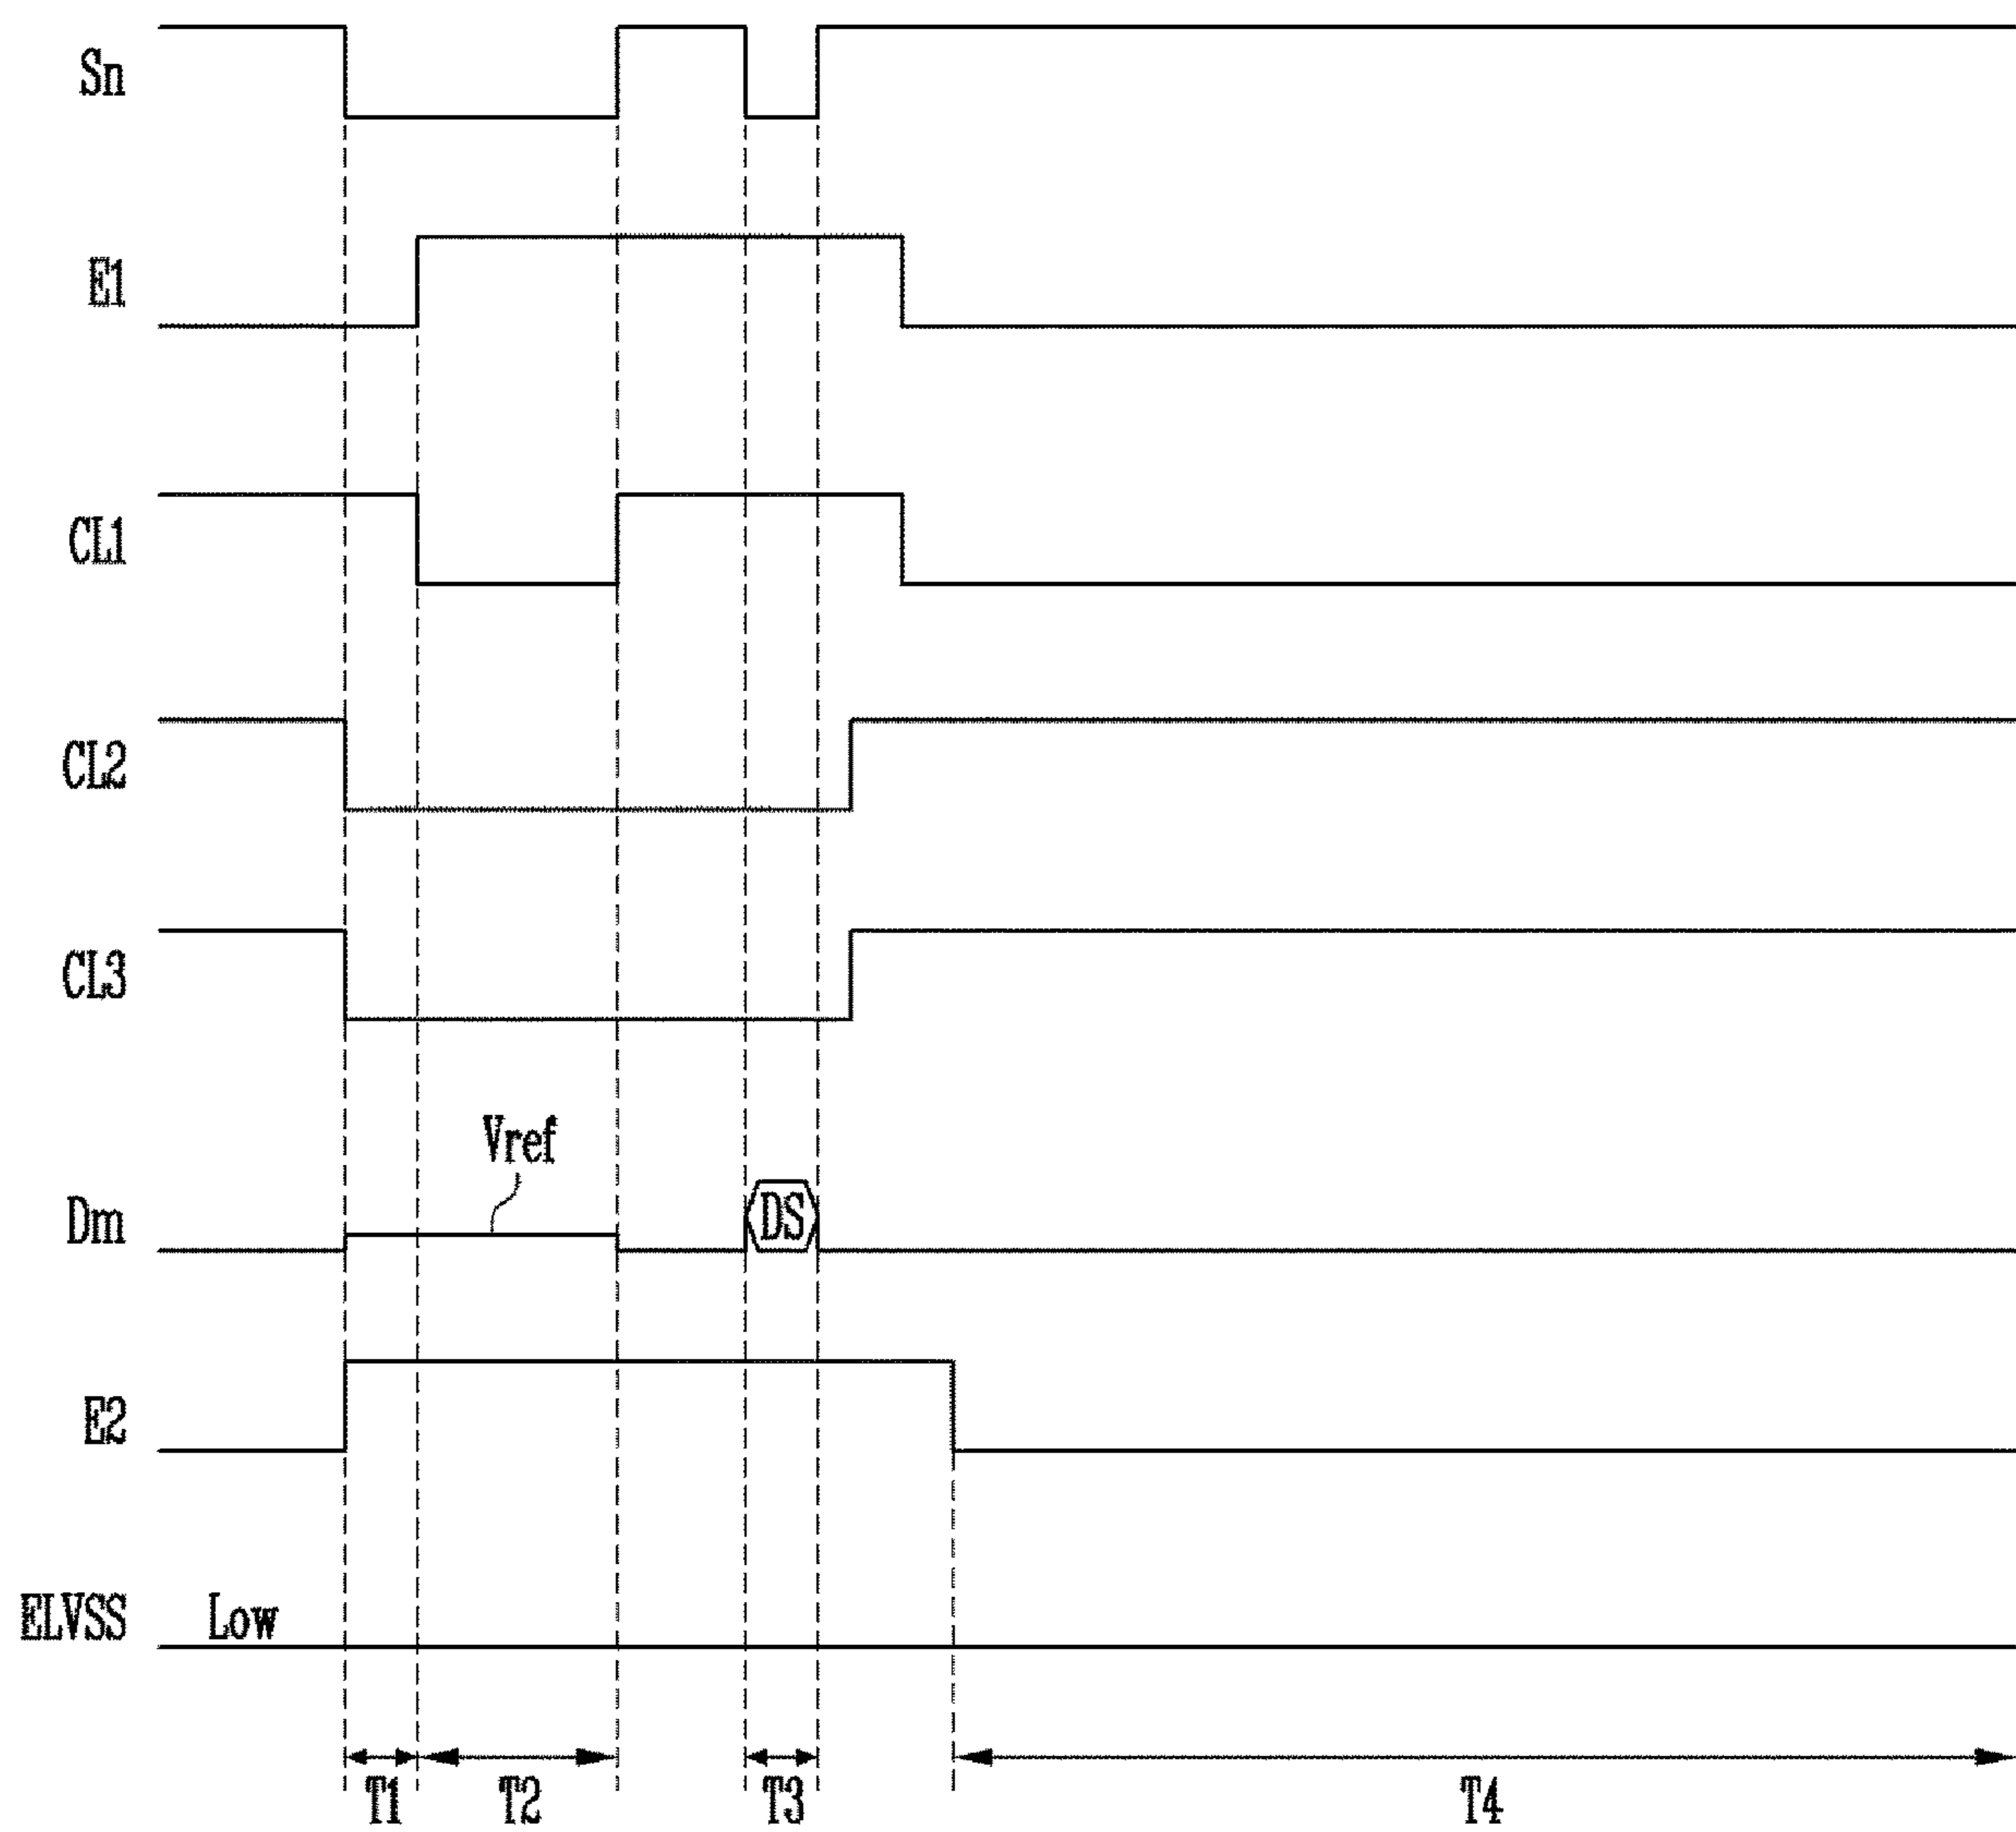 Sn
E1
CL1
CL2
CL3
Vref
Dm
DS
E2
ELVSS Low
T1 T2 T3 T4